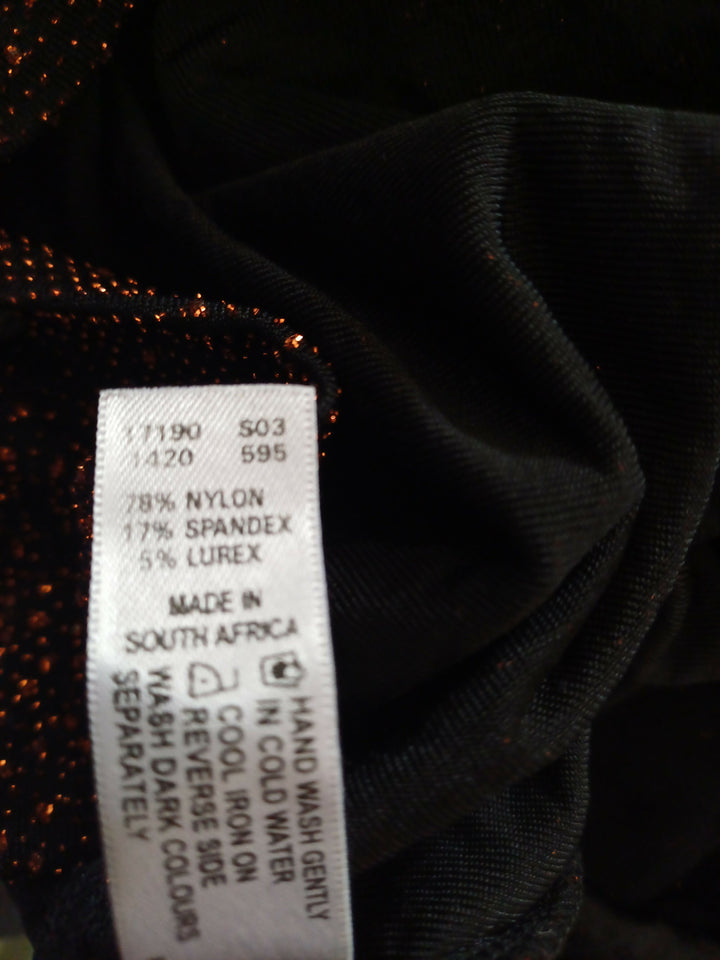 17190 S03
1420 595
78% NYLON
17% SPANDEX
5% LUREX
MADE IN
SOUTH AFRICA
HAND WASH GENTLY
IN COLD WATER
COOL IRON ON
REVERSE SIDE
WASH DARK COLOURS
SEPARATELY